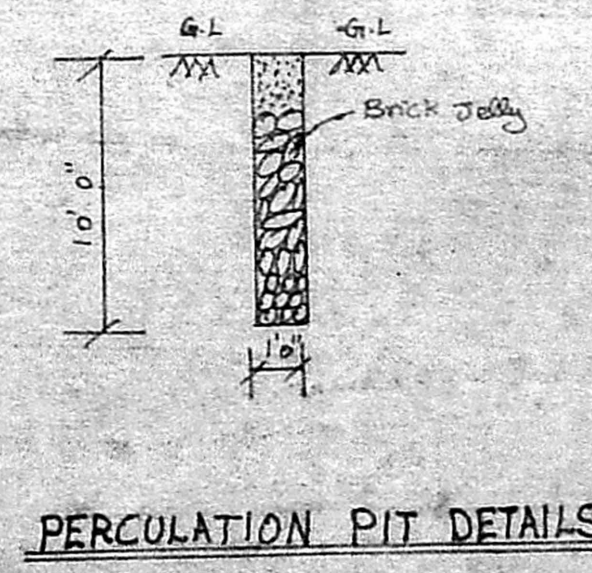 G.L -G.L
Brick Jelly
10' 0"
1'0"
PERCULATION PIT DETAILS